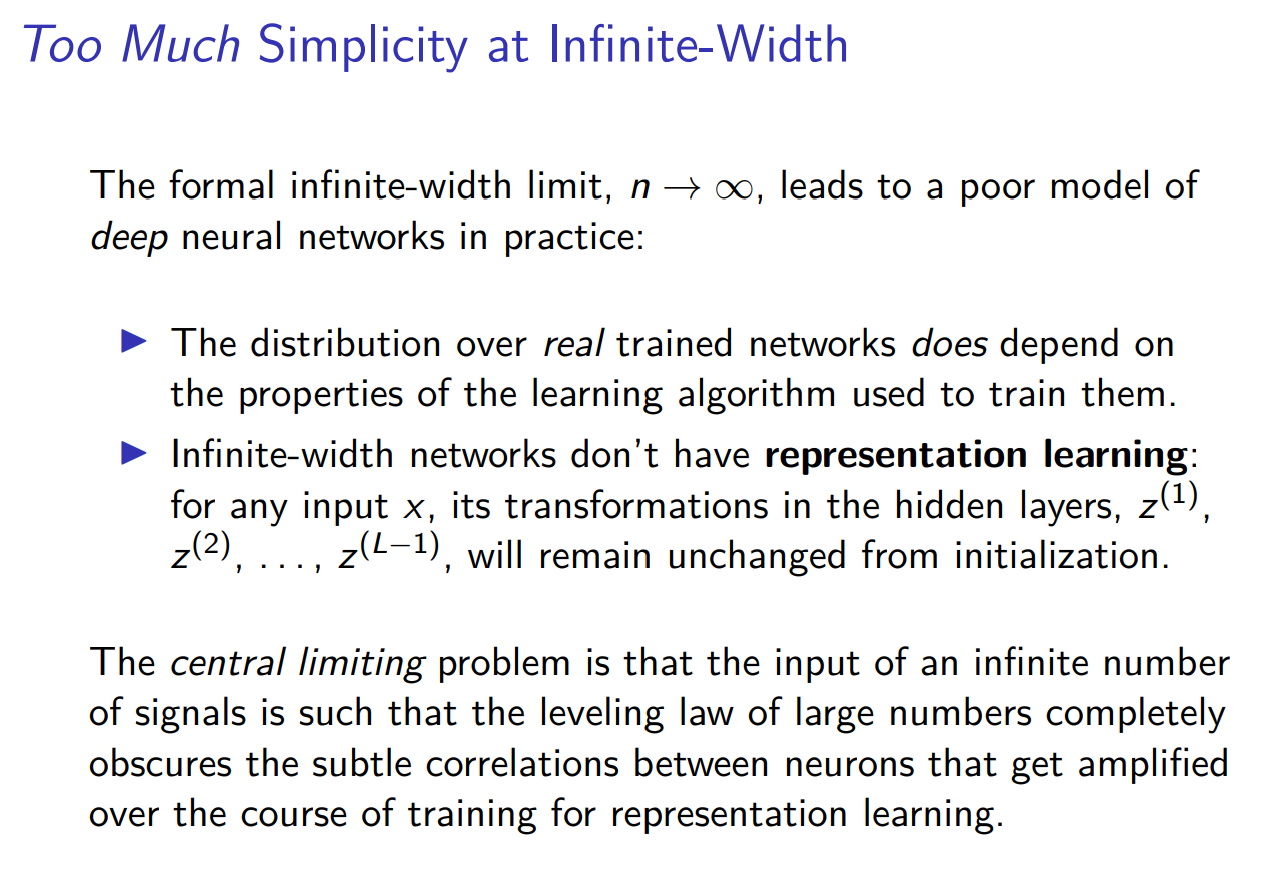 Too Much Simplicity at Infinite-Width
The formal infinite-width limit, n → ∞, leads to a poor model of
deep neural networks in practice:
▶ The distribution over real trained networks does depend on
the properties of the learning algorithm used to train them.
▶ Infinite-width networks don't have representation learning:
for any input x, its transformations in the hidden layers, z^(1),
z^(2), . . . , z^(L−1), will remain unchanged from initialization.
The central limiting problem is that the input of an infinite number
of signals is such that the leveling law of large numbers completely
obscures the subtle correlations between neurons that get amplified
over the course of training for representation learning.